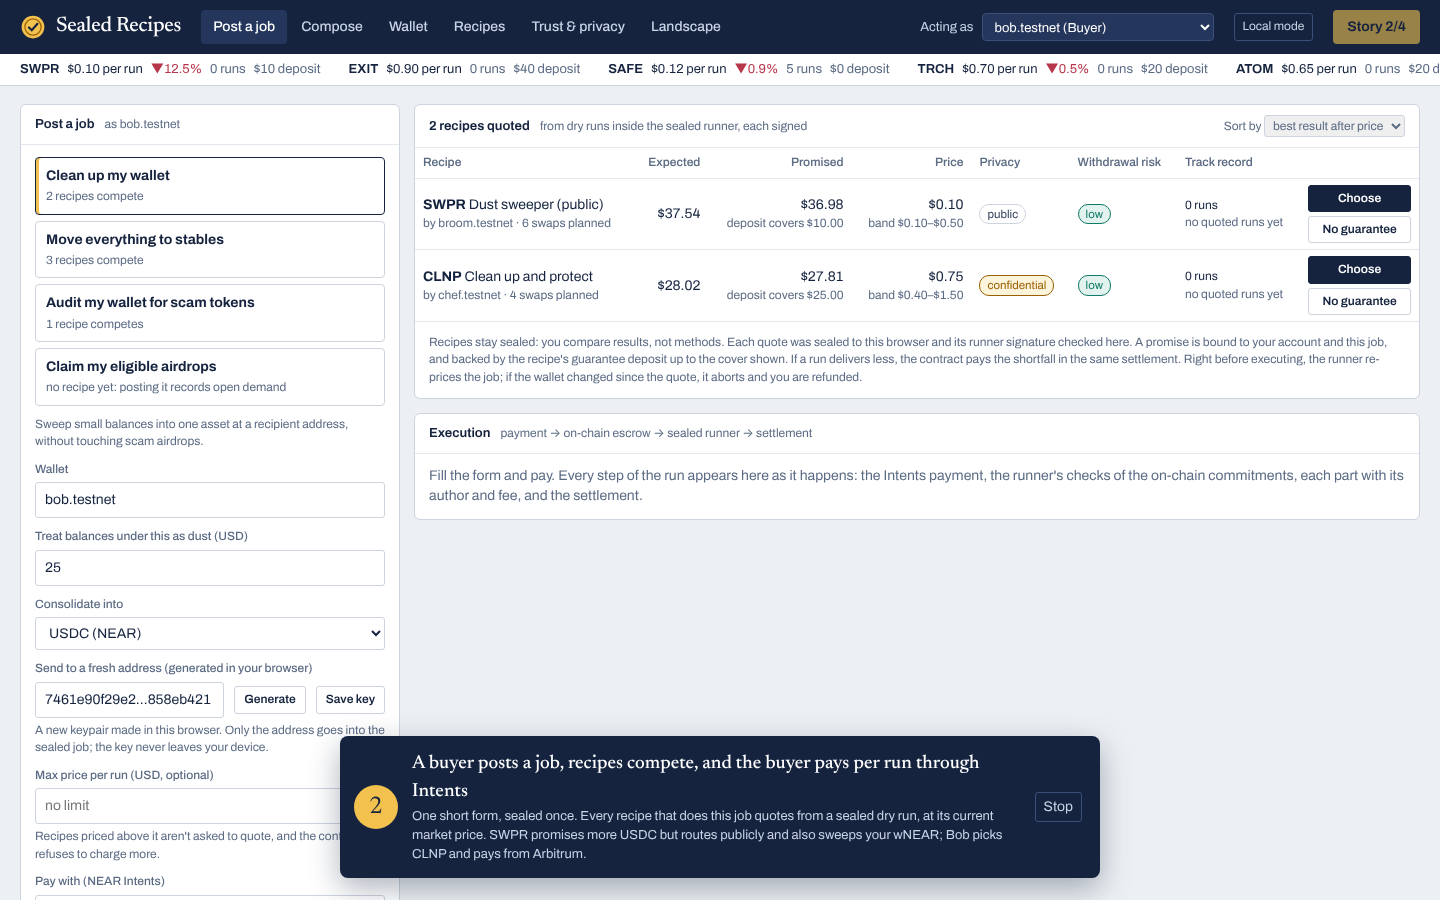 Sealed Recipes Post a job Compose Wallet Recipes Trust & privacy Landscape Acting as bob.testnet (Buyer) Local mode Story 2/4
SWPR $0.10 per run ▼12.5% 0 runs $10 deposit EXIT $0.90 per run 0 runs $40 deposit SAFE $0.12 per run ▼0.9% 5 runs $0 deposit TRCH $0.70 per run ▼0.5% 0 runs $20 deposit ATOM $0.65 per run 0 runs $20 d
Post a job as bob.testnet
Clean up my wallet
2 recipes compete
Move everything to stables
3 recipes compete
Audit my wallet for scam tokens
1 recipe competes
Claim my eligible airdrops
no recipe yet: posting it records open demand
Sweep small balances into one asset at a recipient address,
without touching scam airdrops.
Wallet
bob.testnet
Treat balances under this as dust (USD)
25
Consolidate into
USDC (NEAR)
Send to a fresh address (generated in your browser)
7461e90f29e2...858eb421 Generate Save key
A new keypair made in this browser. Only the address goes into the
sealed job; the key never leaves your device.
Max price per run (USD, optional)
no limit
Recipes priced above it aren't asked to quote, and the cont
refuses to charge more.
Pay with (NEAR Intents)
2 recipes quoted from dry runs inside the sealed runner, each signed Sort by best result after price
Recipe Expected Promised Price Privacy Withdrawal risk Track record
SWPR Dust sweeper (public) $37.54 $36.98 $0.10 public low 0 runs Choose
by broom.testnet · 6 swaps planned deposit covers $10.00 band $0.10–$0.50 no quoted runs yet No guarantee
CLNP Clean up and protect $28.02 $27.81 $0.75 confidential low 0 runs Choose
by chef.testnet · 4 swaps planned deposit covers $25.00 band $0.40–$1.50 no quoted runs yet No guarantee
Recipes stay sealed: you compare results, not methods. Each quote was sealed to this browser and its runner signature checked here. A promise is bound to your account and this job,
and backed by the recipe's guarantee deposit up to the cover shown. If a run delivers less, the contract pays the shortfall in the same settlement. Right before executing, the runner re-
prices the job; if the wallet changed since the quote, it aborts and you are refunded.
Execution payment → on-chain escrow → sealed runner → settlement
Fill the form and pay. Every step of the run appears here as it happens: the Intents payment, the runner's checks of the on-chain commitments, each part with its
author and fee, and the settlement.
2
A buyer posts a job, recipes compete, and the buyer pays per run through
Intents
One short form, sealed once. Every recipe that does this job quotes from a sealed dry run, at its current
market price. SWPR promises more USDC but routes publicly and also sweeps your wNEAR; Bob picks
CLNP and pays from Arbitrum.
Stop